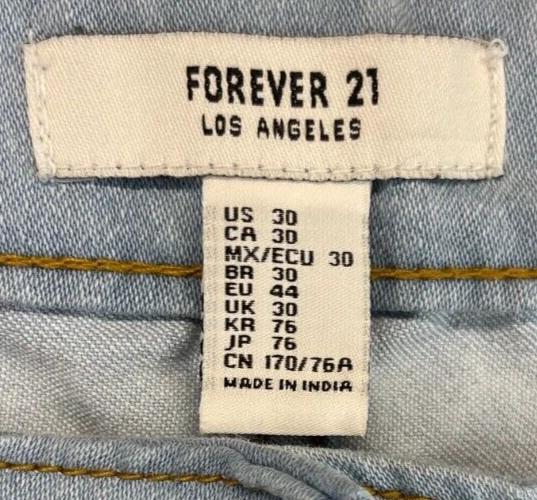 FOREVER 21
LOS ANGELES
US 30
CA 30
MX/ECU 30
BR 30
EU 44
UK 30
KR 76
JP 76
CN 170/76A
MADE IN INDIA